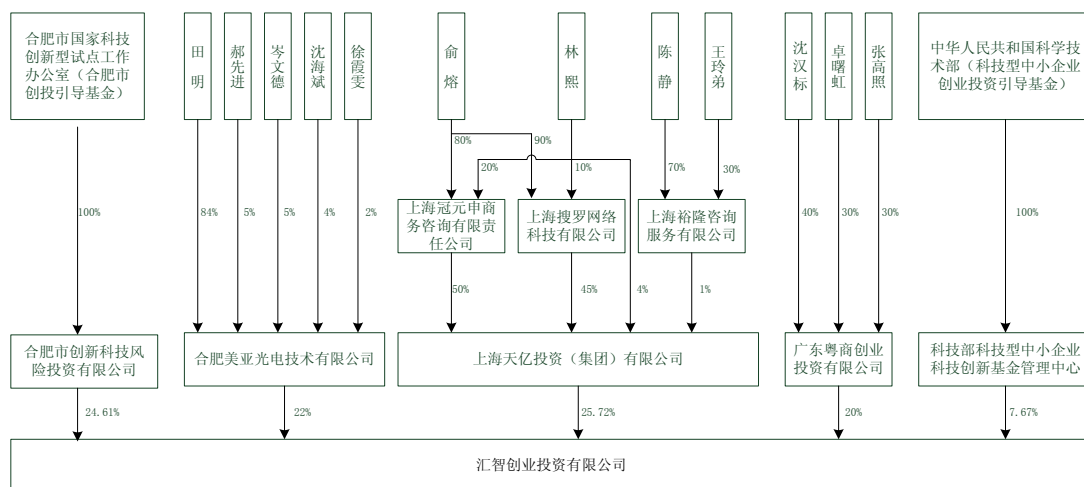 合肥市国家科技
创新型试点工作
办公室（合肥市
创投引导基金）
田明
郝先进
岑文德
沈海斌
徐霞雯
俞熔
林熙
陈静
王玲弟
沈汉标
卓曙虹
张高照
中华人民共和国科学技
术部（科技型中小企业
创业投资引导基金）
80%
90%
20%
10%
70%
30%
100%
84%
5%
5%
4%
2%
上海冠元申商
务咨询有限责
任公司
上海搜罗网络
科技有限公司
上海裕隆咨询
服务有限公司
40%
30%
30%
100%
50%
45%
4%
1%
合肥市创新科技风
险投资有限公司
合肥美亚光电技术有限公司
上海天亿投资（集团）有限公司
广东粤商创业
投资有限公司
科技部科技型中小企业
科技创新基金管理中心
24.61%
22%
25.72%
20%
7.67%
汇智创业投资有限公司